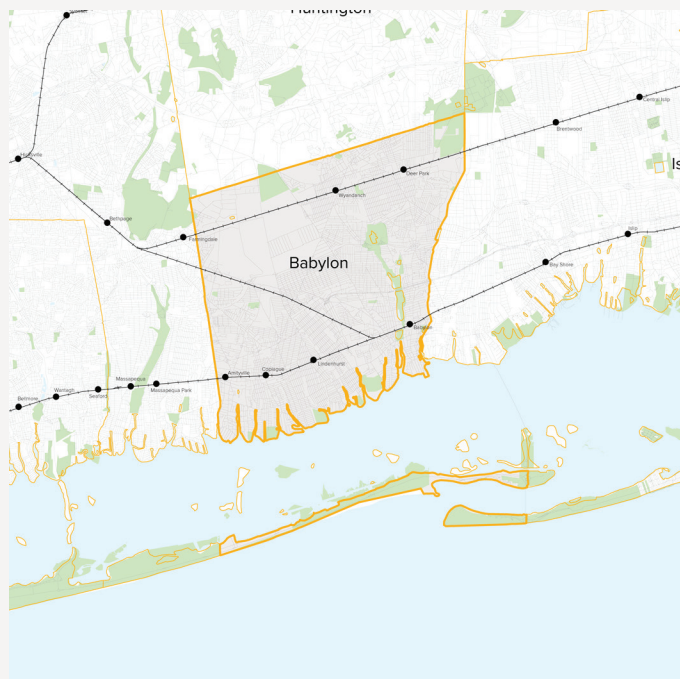 Huntington
Central Islip
Brentwood
Hicksville
Is
Deer Park
Wyandanch
Bethpage
Islip
Farmingdale
Babylon
Bay Shore
Babylon
Lindenhurst
Copiague
Amityville
Massapequa
Massapequa Park
Seaford
Wantagh
Bellmore